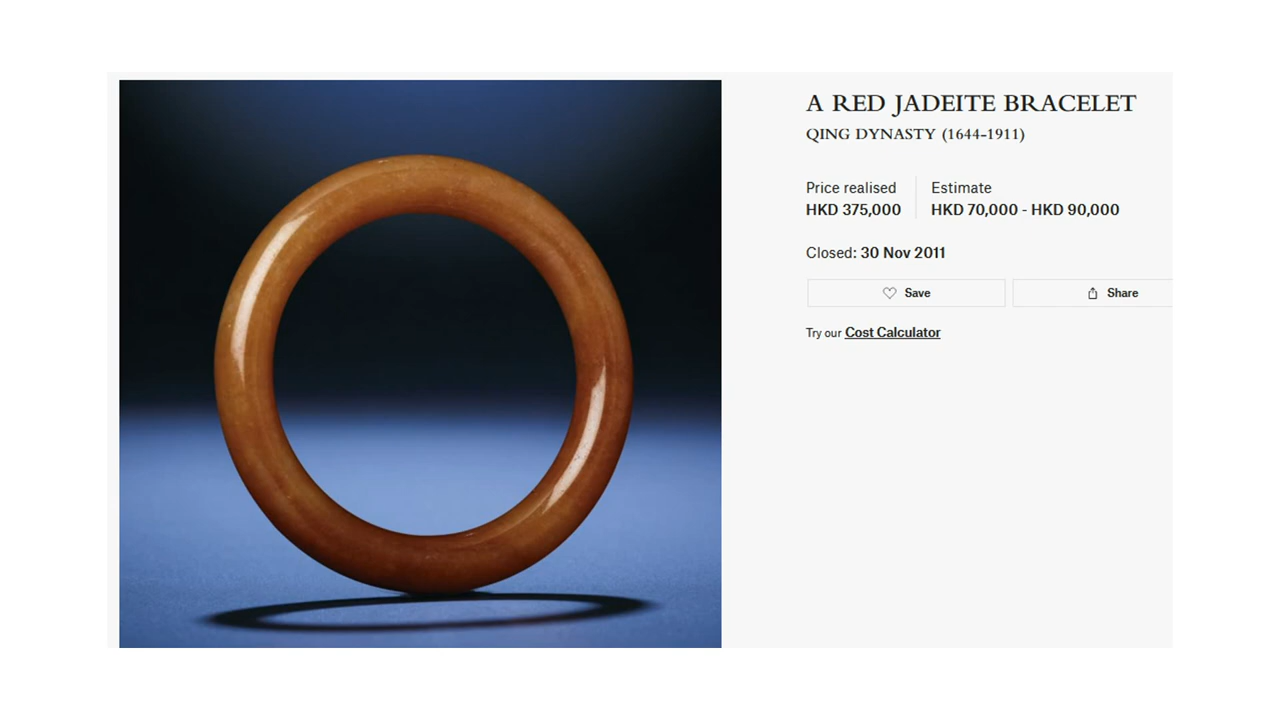 A RED JADEITE BRACELET
QING DYNASTY (1644-1911)
Price realised
HKD 375,000
Estimate
HKD 70,000 - HKD 90,000
Closed: 30 Nov 2011
Save
Share
Try our Cost Calculator